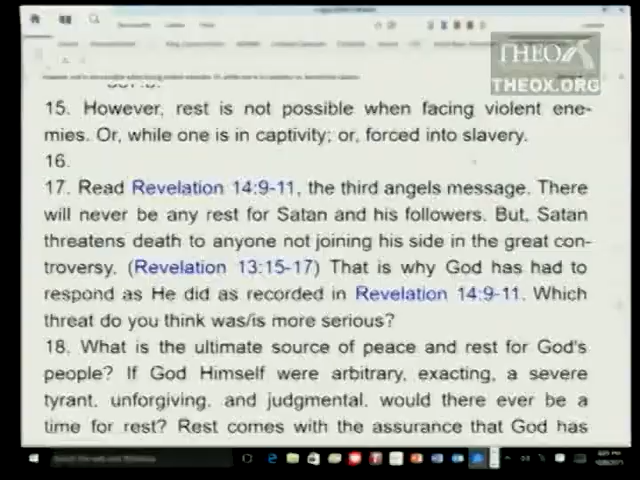 THEOX
THEOX.ORG
15. However, rest is not possible when facing violent ene-
mies. Or, while one is in captivity; or, forced into slavery.
16.
17. Read Revelation 14:9-11, the third angels message. There
will never be any rest for Satan and his followers. But, Satan
threatens death to anyone not joining his side in the great con-
troversy. (Revelation 13:15-17) That is why God has had to
respond as He did as recorded in Revelation 14:9-11. Which
threat do you think was/is more serious?
18. What is the ultimate source of peace and rest for God's
people? If God Himself were arbitrary, exacting, a severe
tyrant, unforgiving, and judgmental, would there ever be a
time for rest? Rest comes with the assurance that God has